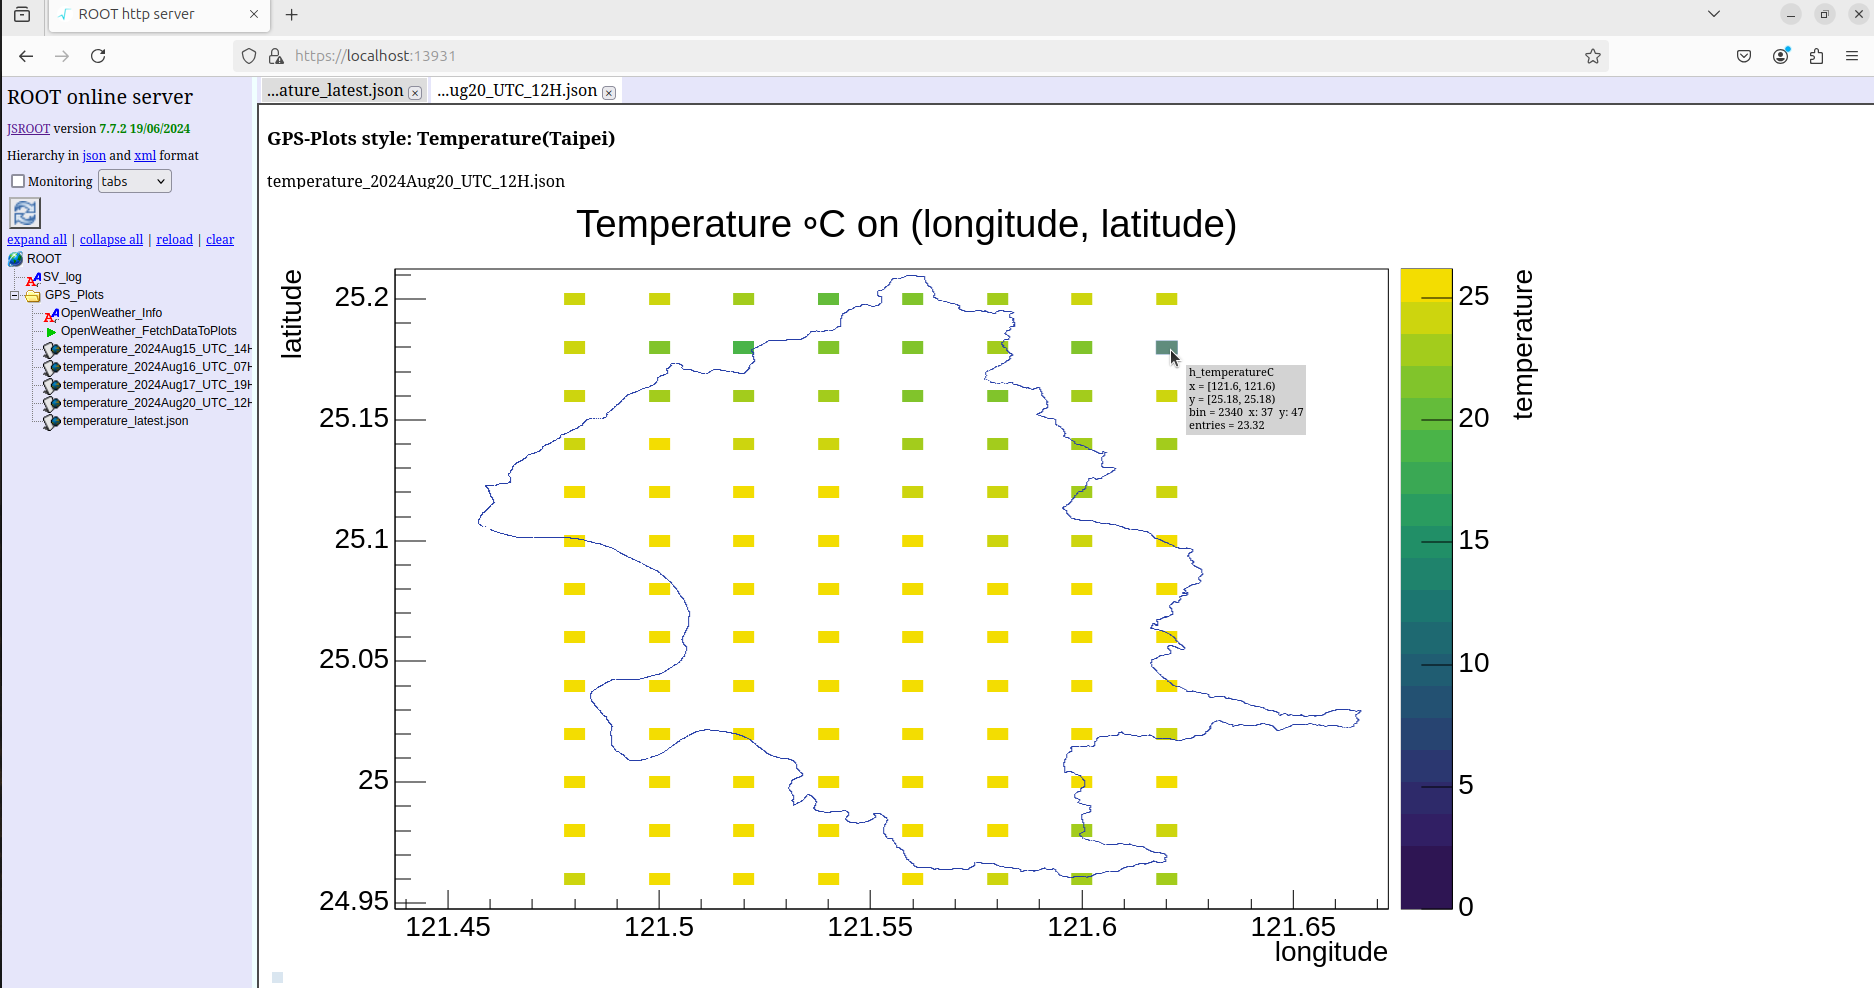 ROOT http server
https://localhost:13931
ROOT online server
JSROOT version 7.7.2 19/06/2024
Hierarchy in json and xml format
Monitoring tabs
expand all | collapse all | reload | clear
ROOT
SV_log
GPS_Plots
OpenWeather_Info
OpenWeather_FetchDataToPlots
temperature_2024Aug15_UTC_14H
temperature_2024Aug16_UTC_07H
temperature_2024Aug17_UTC_19H
temperature_2024Aug20_UTC_12H
temperature_latest.json
...ature_latest.json ...ug20_UTC_12H.json
GPS-Plots style: Temperature(Taipei)
temperature_2024Aug20_UTC_12H.json
Temperature °C on (longitude, latitude)
latitude
25.2
25.15
25.1
25.05
25
24.95
121.45 121.5 121.55 121.6 121.65
longitude
h_temperatureC
x = [121.6, 121.6)
y = [25.18, 25.18)
bin = 2340 x: 37 y: 47
entries = 23.32
25
20
15
10
5
0
temperature